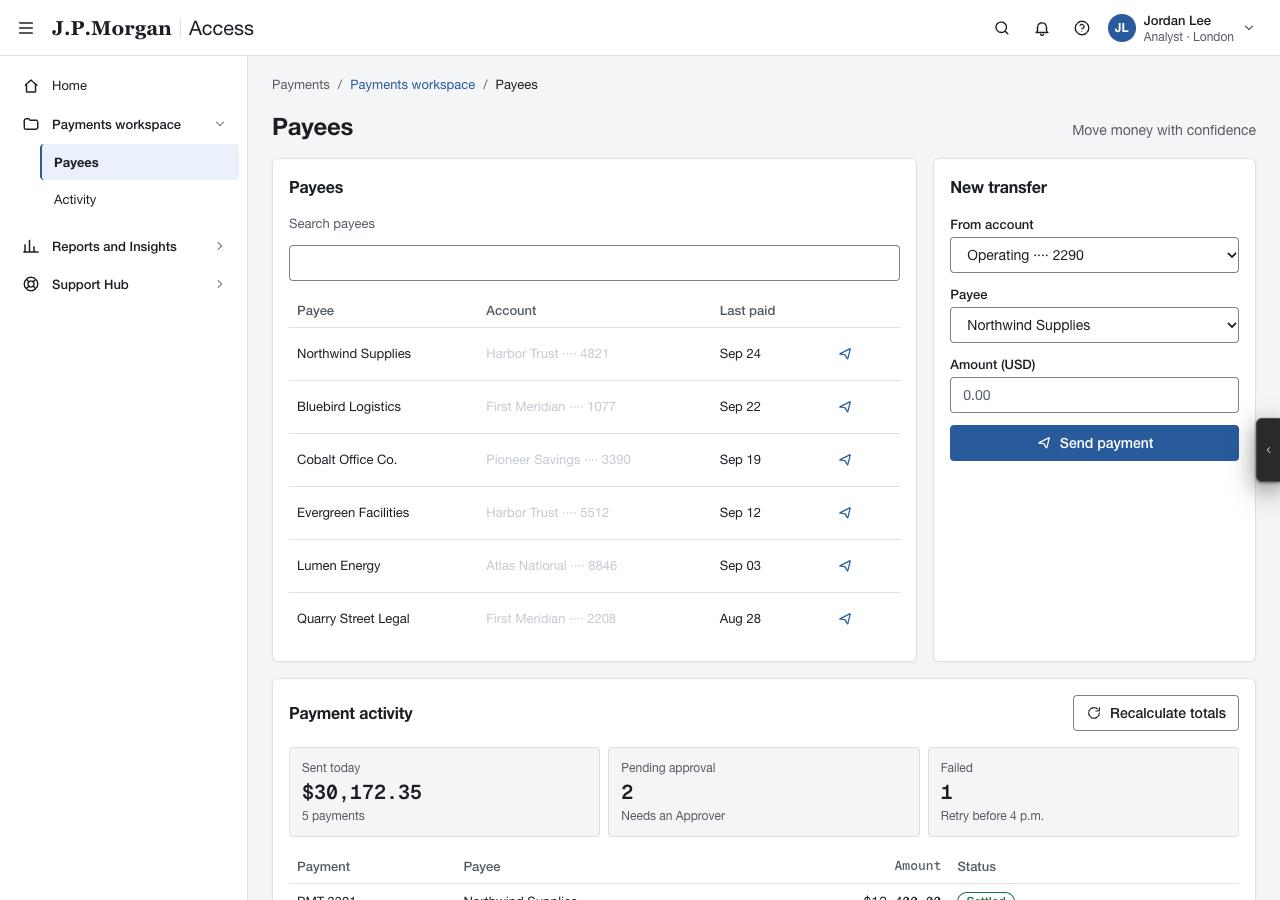 J.P.Morgan Access
JL
Jordan Lee
Analyst · London
Home
Payments workspace
Payees
Activity
Reports and Insights
Support Hub
Payments / Payments workspace / Payees
Payees
Move money with confidence
Payees
Search payees
Payee Account Last paid
Northwind Supplies Harbor Trust ···· 4821 Sep 24
Bluebird Logistics First Meridian ···· 1077 Sep 22
Cobalt Office Co. Pioneer Savings ···· 3390 Sep 19
Evergreen Facilities Harbor Trust ···· 5512 Sep 12
Lumen Energy Atlas National ···· 8846 Sep 03
Quarry Street Legal First Meridian ···· 2208 Aug 28
New transfer
From account
Operating ···· 2290
Payee
Northwind Supplies
Amount (USD)
0.00
Send payment
Payment activity
Recalculate totals
Sent today
$30,172.35
5 payments
Pending approval
2
Needs an Approver
Failed
1
Retry before 4 p.m.
Payment Payee Amount Status
Northwind Supplies Settled